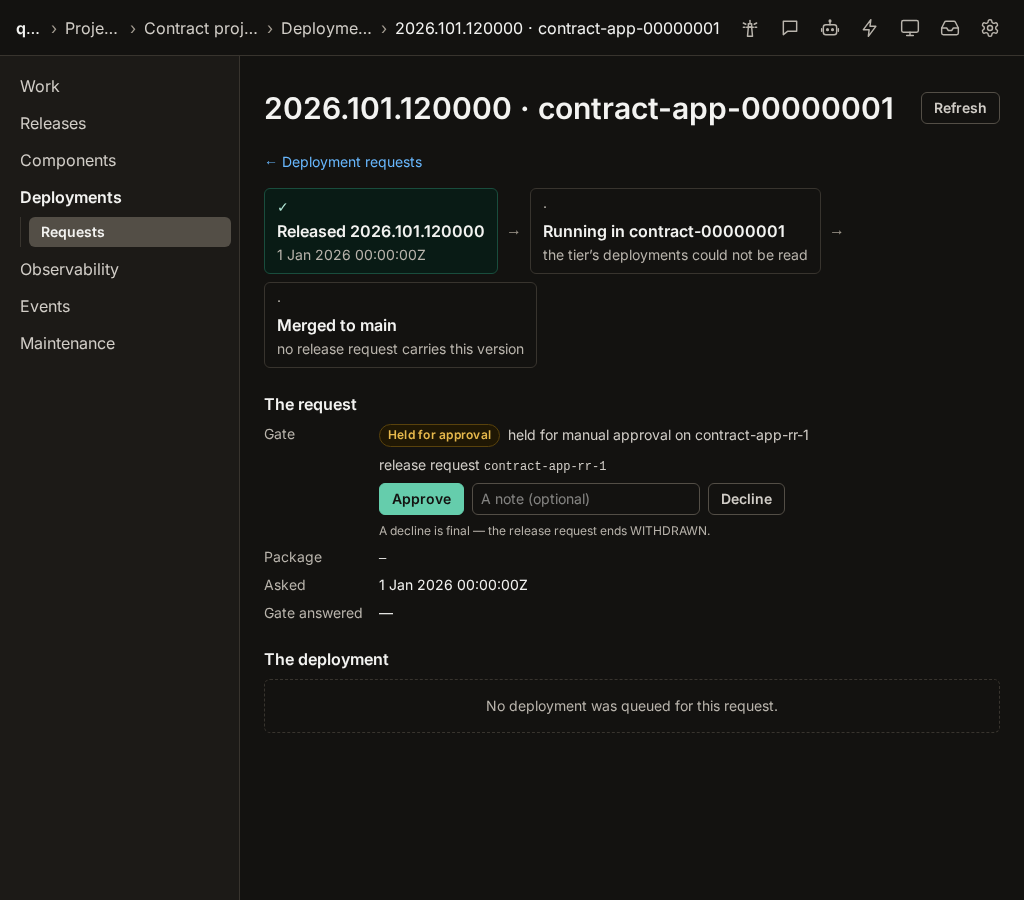 q... › Proje... › Contract proj... › Deployme... › 2026.101.120000 · contract-app-00000001
Work
Releases
Components
Deployments
Requests
Observability
Events
Maintenance
2026.101.120000 · contract-app-00000001
Refresh
← Deployment requests
✓
Released 2026.101.120000
1 Jan 2026 00:00:00Z
→
·
Running in contract-00000001
the tier’s deployments could not be read
→
·
Merged to main
no release request carries this version
The request
Gate
Held for approval held for manual approval on contract-app-rr-1
release request contract-app-rr-1
Approve A note (optional) Decline
A decline is final — the release request ends WITHDRAWN.
Package –
Asked 1 Jan 2026 00:00:00Z
Gate answered —
The deployment
No deployment was queued for this request.